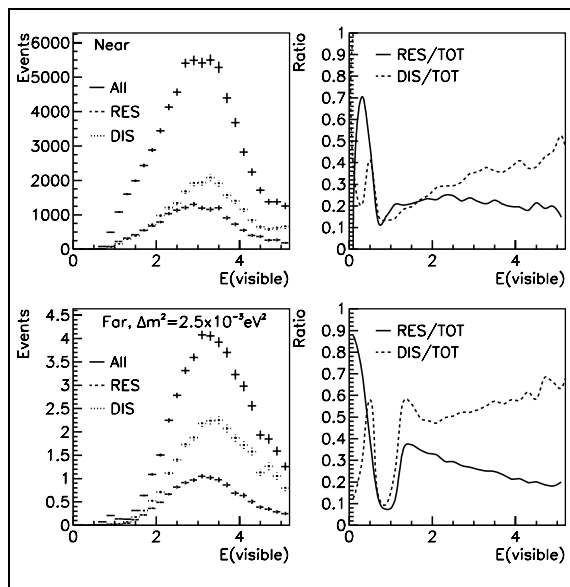 Near
Events
6000
5000
4000
3000
2000
1000
0
All
RES
DIS
0 2 4
E(visible)
Ratio
1
0.9
0.8
0.7
0.6
0.5
0.4
0.3
0.2
0.1
0
RES/TOT
DIS/TOT
0 2 4
E(visible)
Far, Δm²=2.5x10⁻³eV²
Events
4.5
4
3.5
3
2.5
2
1.5
1
0.5
0
All
RES
DIS
0 2 4
E(visible)
Ratio
1
0.9
0.8
0.7
0.6
0.5
0.4
0.3
0.2
0.1
0
RES/TOT
DIS/TOT
0 2 4
E(visible)